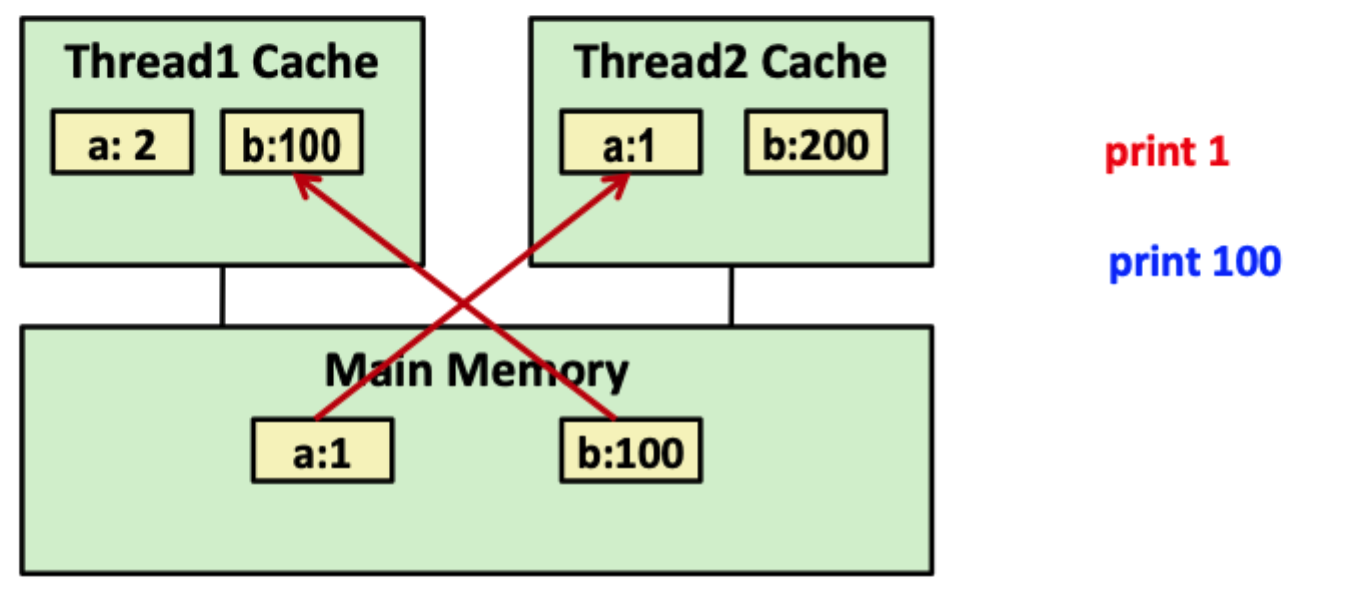 Thread1 Cache
a: 2
b:100
Thread2 Cache
a:1
b:200
print 1
print 100
Main Memory
a:1
b:100